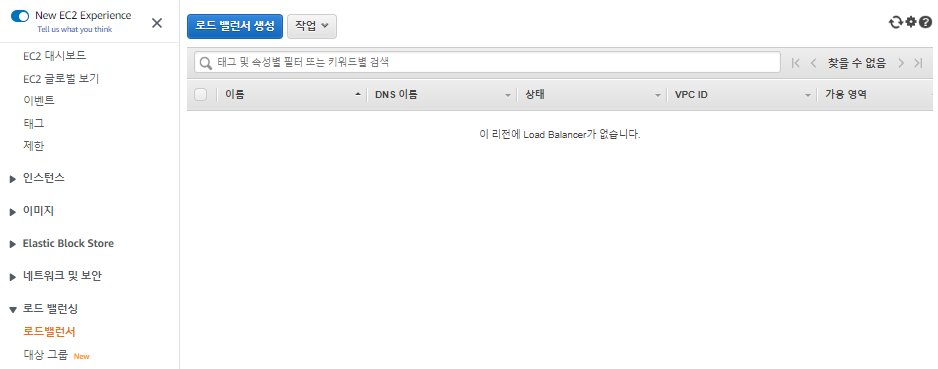 New EC2 Experience
Tell us what you think
EC2 대시보드
EC2 글로벌 보기
이벤트
태그
제한
인스턴스
이미지
Elastic Block Store
네트워크 및 보안
로드 밸런싱
로드밸런서
대상 그룹 New
로드 밸런서 생성 작업
태그 및 속성별 필터 또는 키워드별 검색 찾을 수 없음
이름 DNS 이름 상태 VPC ID 가용 영역
이 리전에 Load Balancer가 없습니다.